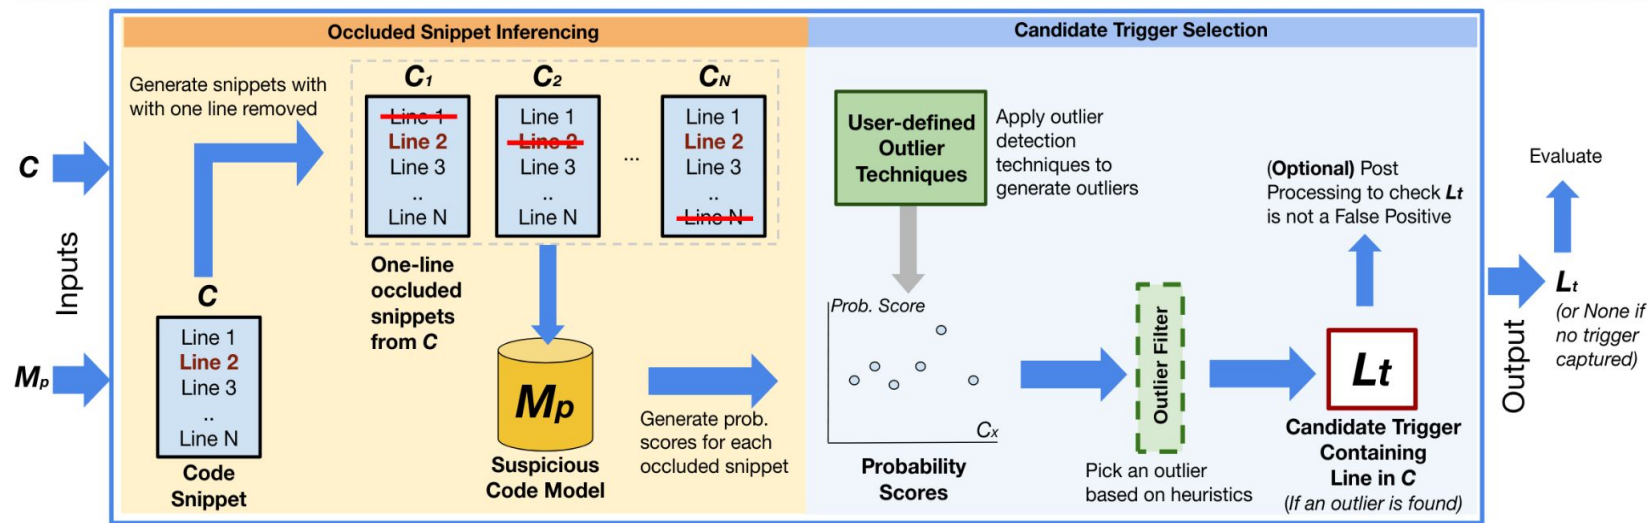 Occluded Snippet Inferencing
Candidate Trigger Selection
Inputs
C
Mp
Generate snippets with
with one line removed
C
Line 1
Line 2
Line 3
..
Line N
Code
Snippet
C1
Line 1
Line 2
Line 3
..
Line N
C2
Line 1
Line 2
Line 3
..
Line N
...
CN
Line 1
Line 2
Line 3
..
Line N
One-line
occluded
snippets
from C
Mp
Suspicious
Code Model
Generate prob.
scores for each
occluded snippet
User-defined
Outlier
Techniques
Apply outlier
detection
techniques to
generate outliers
Prob. Score
Cx
Probability
Scores
Outlier Filter
Pick an outlier
based on heuristics
(Optional) Post
Processing to check Lt
is not a False Positive
Lt
Candidate Trigger
Containing
Line in C
(If an outlier is found)
Output
Evaluate
Lt
(or None if
no trigger
captured)